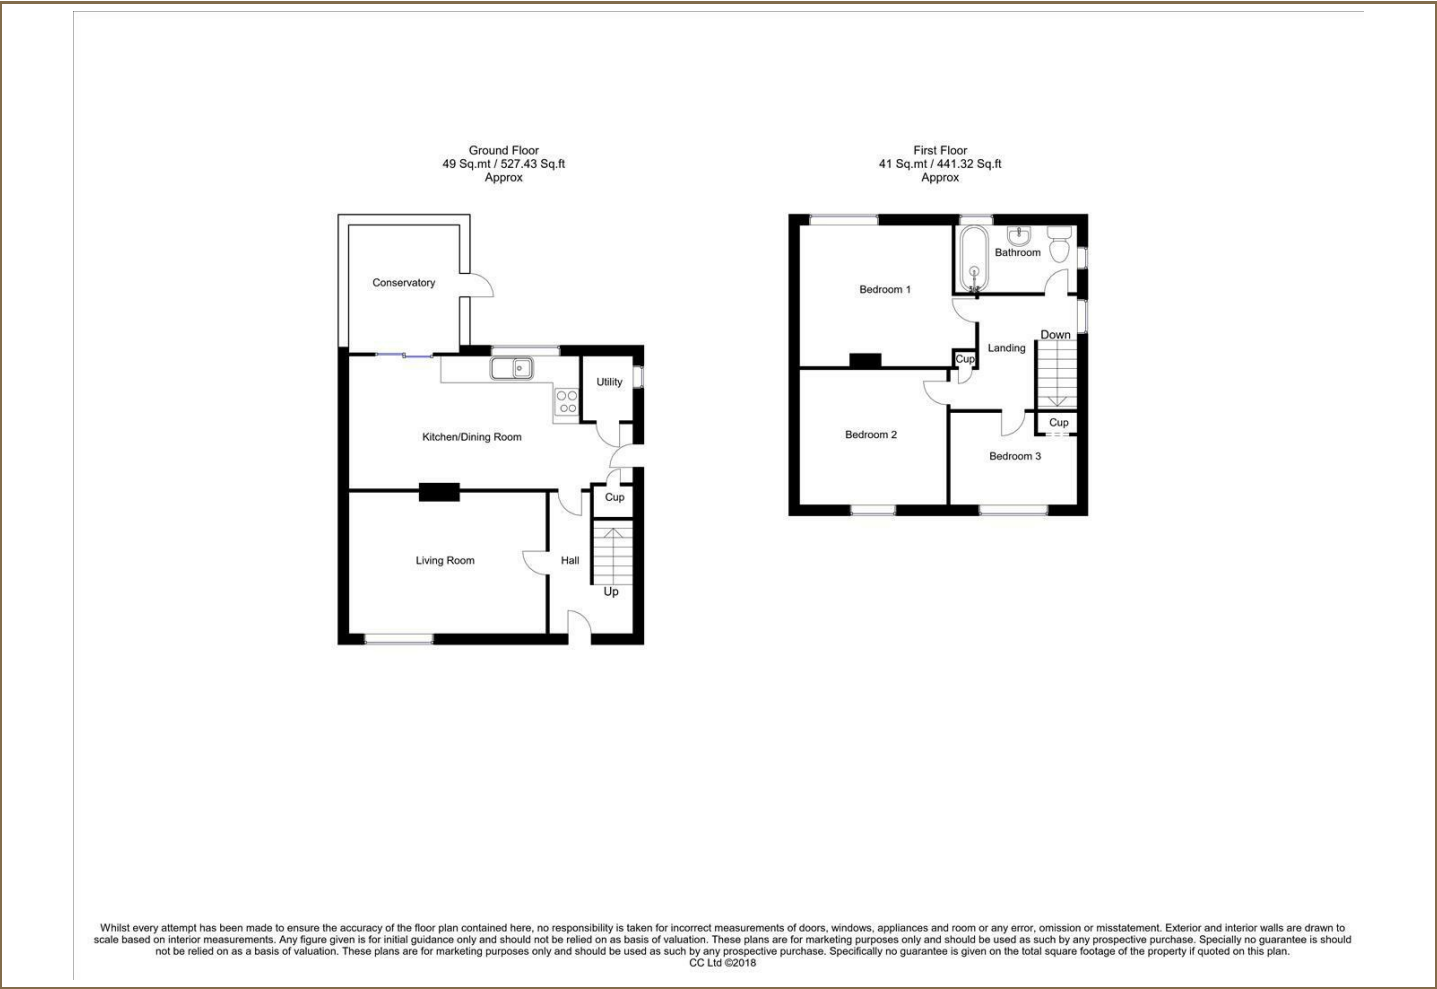 Ground Floor
49 Sq.mt / 527.43 Sq.ft
Approx
First Floor
41 Sq.mt / 441.32 Sq.ft
Approx
Conservatory
Utility
Kitchen/Dining Room
Cup
Living Room
Hall
Up
Bathroom
Bedroom 1
Down
Landing
Cup
Cup
Bedroom 2
Bedroom 3
Whilst every attempt has been made to ensure the accuracy of the floor plan contained here, no responsibility is taken for incorrect measurements of doors, windows, appliances and room or any error, omission or misstatement. Exterior and interior walls are drawn to
scale based on interior measurements. Any figure given is for initial guidance only and should not be relied on as basis of valuation. These plans are for marketing purposes only and should be used as such by any prospective purchase. Specially no guarantee is should
not be relied on as a basis of valuation. These plans are for marketing purposes only and should be used as such by any prospective purchase. Specifically no guarantee is given on the total square footage of the property if quoted on this plan.
CC Ltd ©2018